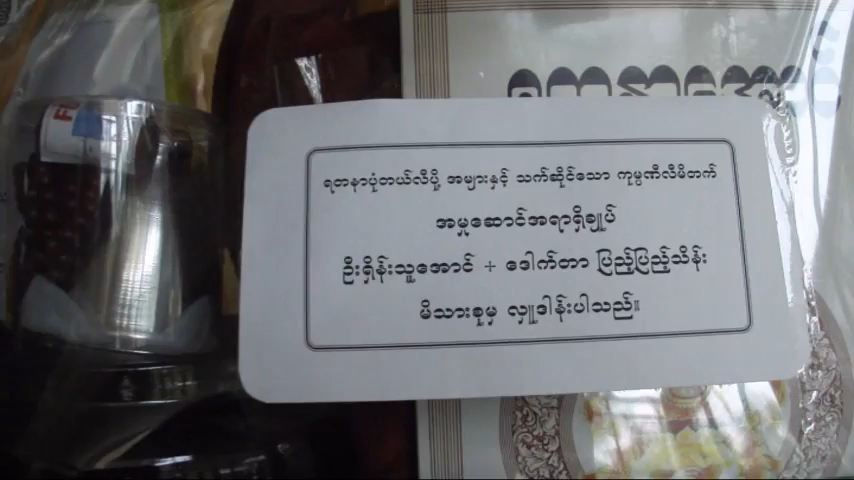 ရတနာပုံတယ်လီပို့ အများနှင့် သက်ဆိုင်သော ကုမ္ပဏီလီမိတက်
အမှုဆောင်အရာရှိချုပ်
ဦးရှိန်းသူအောင် + ဒေါက်တာ ပြည့်ပြည့်သိန်း
မိသားစုမှ လှူဒါန်းပါသည်။